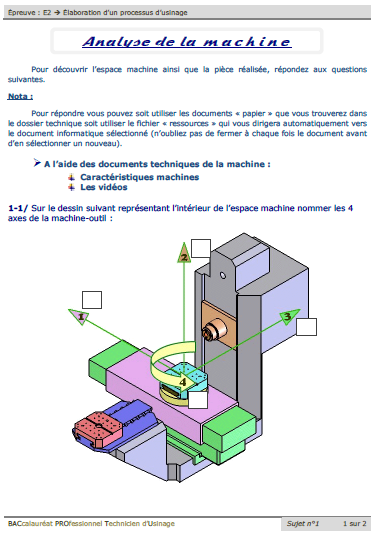 Épreuve : E2 → Élaboration d'un processus d'usinage
Analyse de la machine
Pour découvrir l'espace machine ainsi que la pièce réalisée, répondez aux questions
suivantes.
Nota :
Pour répondre vous pouvez soit utiliser les documents « papier » que vous trouverez dans
le dossier technique soit utiliser le fichier « ressources » qui vous dirigera automatiquement vers
le document informatique sélectionné (n'oubliez pas de fermer à chaque fois le document avant
d'en sélectionner un nouveau).
➤ A l'aide des documents techniques de la machine :
Caractéristiques machines
Les vidéos
1-1/ Sur le dessin suivant représentant l'intérieur de l'espace machine nommer les 4
axes de la machine-outil :
2
1
3
4
BACcalauréat PROfessionnel Technicien d'Usinage
Sujet n°1
1 sur 2